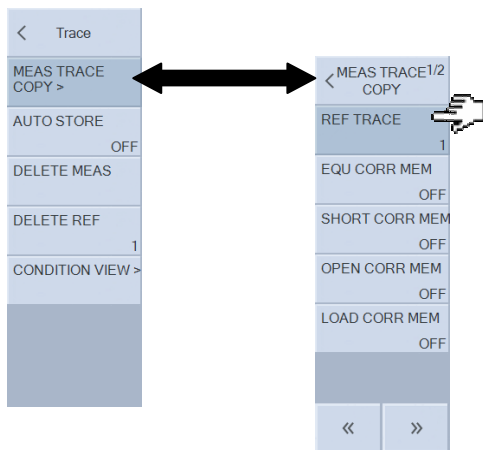 < Trace
MEAS TRACE
COPY >
AUTO STORE
OFF
DELETE MEAS
DELETE REF
1
CONDITION VIEW >
< MEAS TRACE 1/2
COPY
REF TRACE
1
EQU CORR MEM
OFF
SHORT CORR MEM
OFF
OPEN CORR MEM
OFF
LOAD CORR MEM
OFF
« »